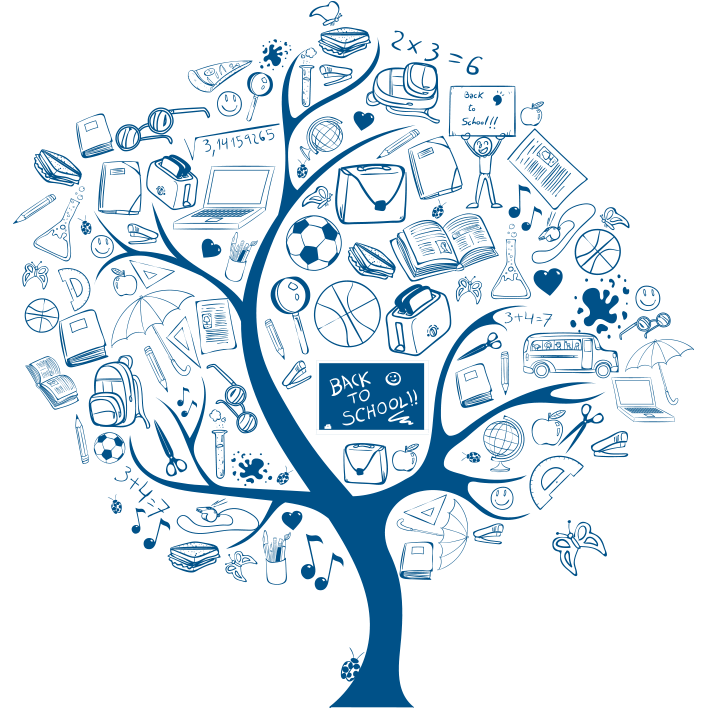 2 x 3 = 6
Back
to
School!!
3,14159265
3+4=7
BACK
TO
SCHOOL!!
3+4=7